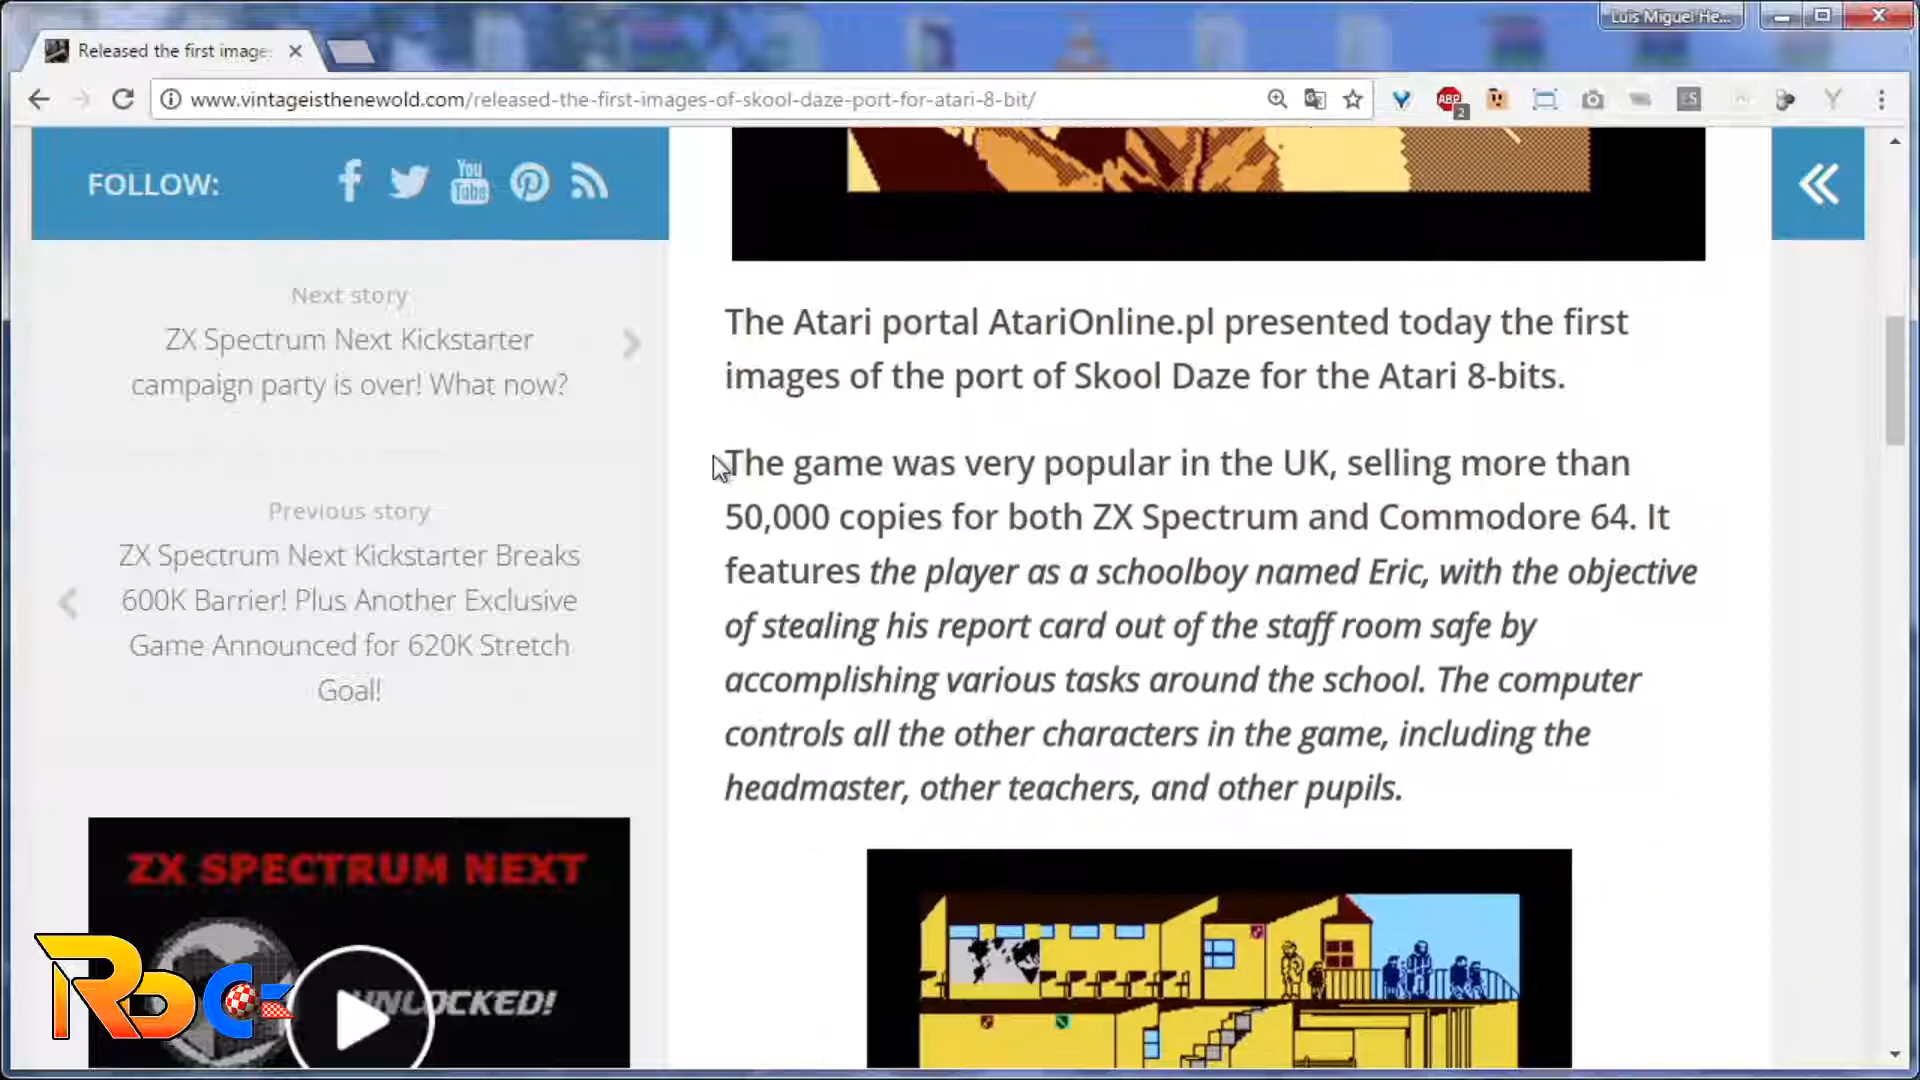 Luis Miguel He...
Released the first image
www.vintageisthenewold.com/released-the-first-images-of-skool-daze-port-for-atari-8-bit/
ABP
2
ES
FOLLOW:
You
Tube
Next story
ZX Spectrum Next Kickstarter
campaign party is over! What now?
Previous story
ZX Spectrum Next Kickstarter Breaks
600K Barrier! Plus Another Exclusive
Game Announced for 620K Stretch
Goal!
ZX SPECTRUM NEXT
UNLOCKED!
RDC
The Atari portal AtariOnline.pl presented today the first
images of the port of Skool Daze for the Atari 8-bits.
The game was very popular in the UK, selling more than
50,000 copies for both ZX Spectrum and Commodore 64. It
features the player as a schoolboy named Eric, with the objective
of stealing his report card out of the staff room safe by
accomplishing various tasks around the school. The computer
controls all the other characters in the game, including the
headmaster, other teachers, and other pupils.